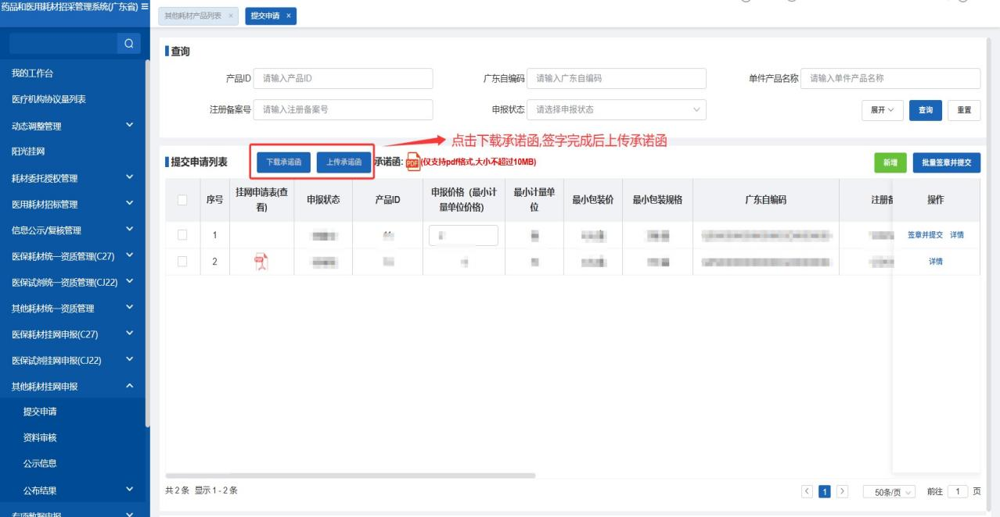 药品和医用耗材招采管理系统(广东省)
其他耗材产品列表 ×
提交申请 ×
我的工作台
医疗机构协议量列表
动态调整管理
阳光挂网
耗材委托授权管理
医用耗材招标管理
信息公示/复核管理
医保耗材统一资质管理(C27)
医保试剂统一资质管理(CJ22)
其他耗材统一资质管理
医保耗材挂网申报(C27)
医保试剂挂网申报(CJ22)
其他耗材挂网申报
提交申请
资料审核
公示信息
公布结果
专项数据申报
查询
产品ID 请输入产品ID 广东自编码 请输入广东自编码 单件产品名称 请输入单件产品名称
注册备案号 请输入注册备案号 申报状态 请选择申报状态 展开 查询 重置
点击下载承诺函,签字完成后上传承诺函
提交申请列表 下载承诺函 上传承诺函 承诺函: PDF (仅支持pdf格式,大小不超过10MB) 新增 批量签章并提交
序号 挂网申请表(查看) 申报状态 产品ID 申报价格（最小计量单位价格) 最小计量单位 最小包装价 最小包装规格 广东自编码 注册备 操作
1 签章并提交 详情
2 详情
共 2 条 显示 1 - 2 条 1 50条/页 前往 1 页